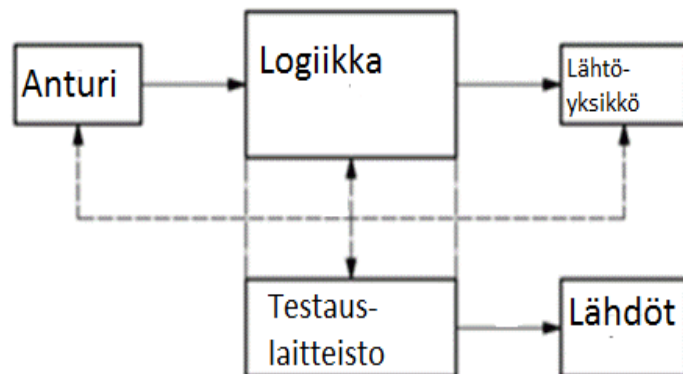 Anturi
Logiikka
Lähtö-
yksikkö
Testaus-
laitteisto
Lähdöt